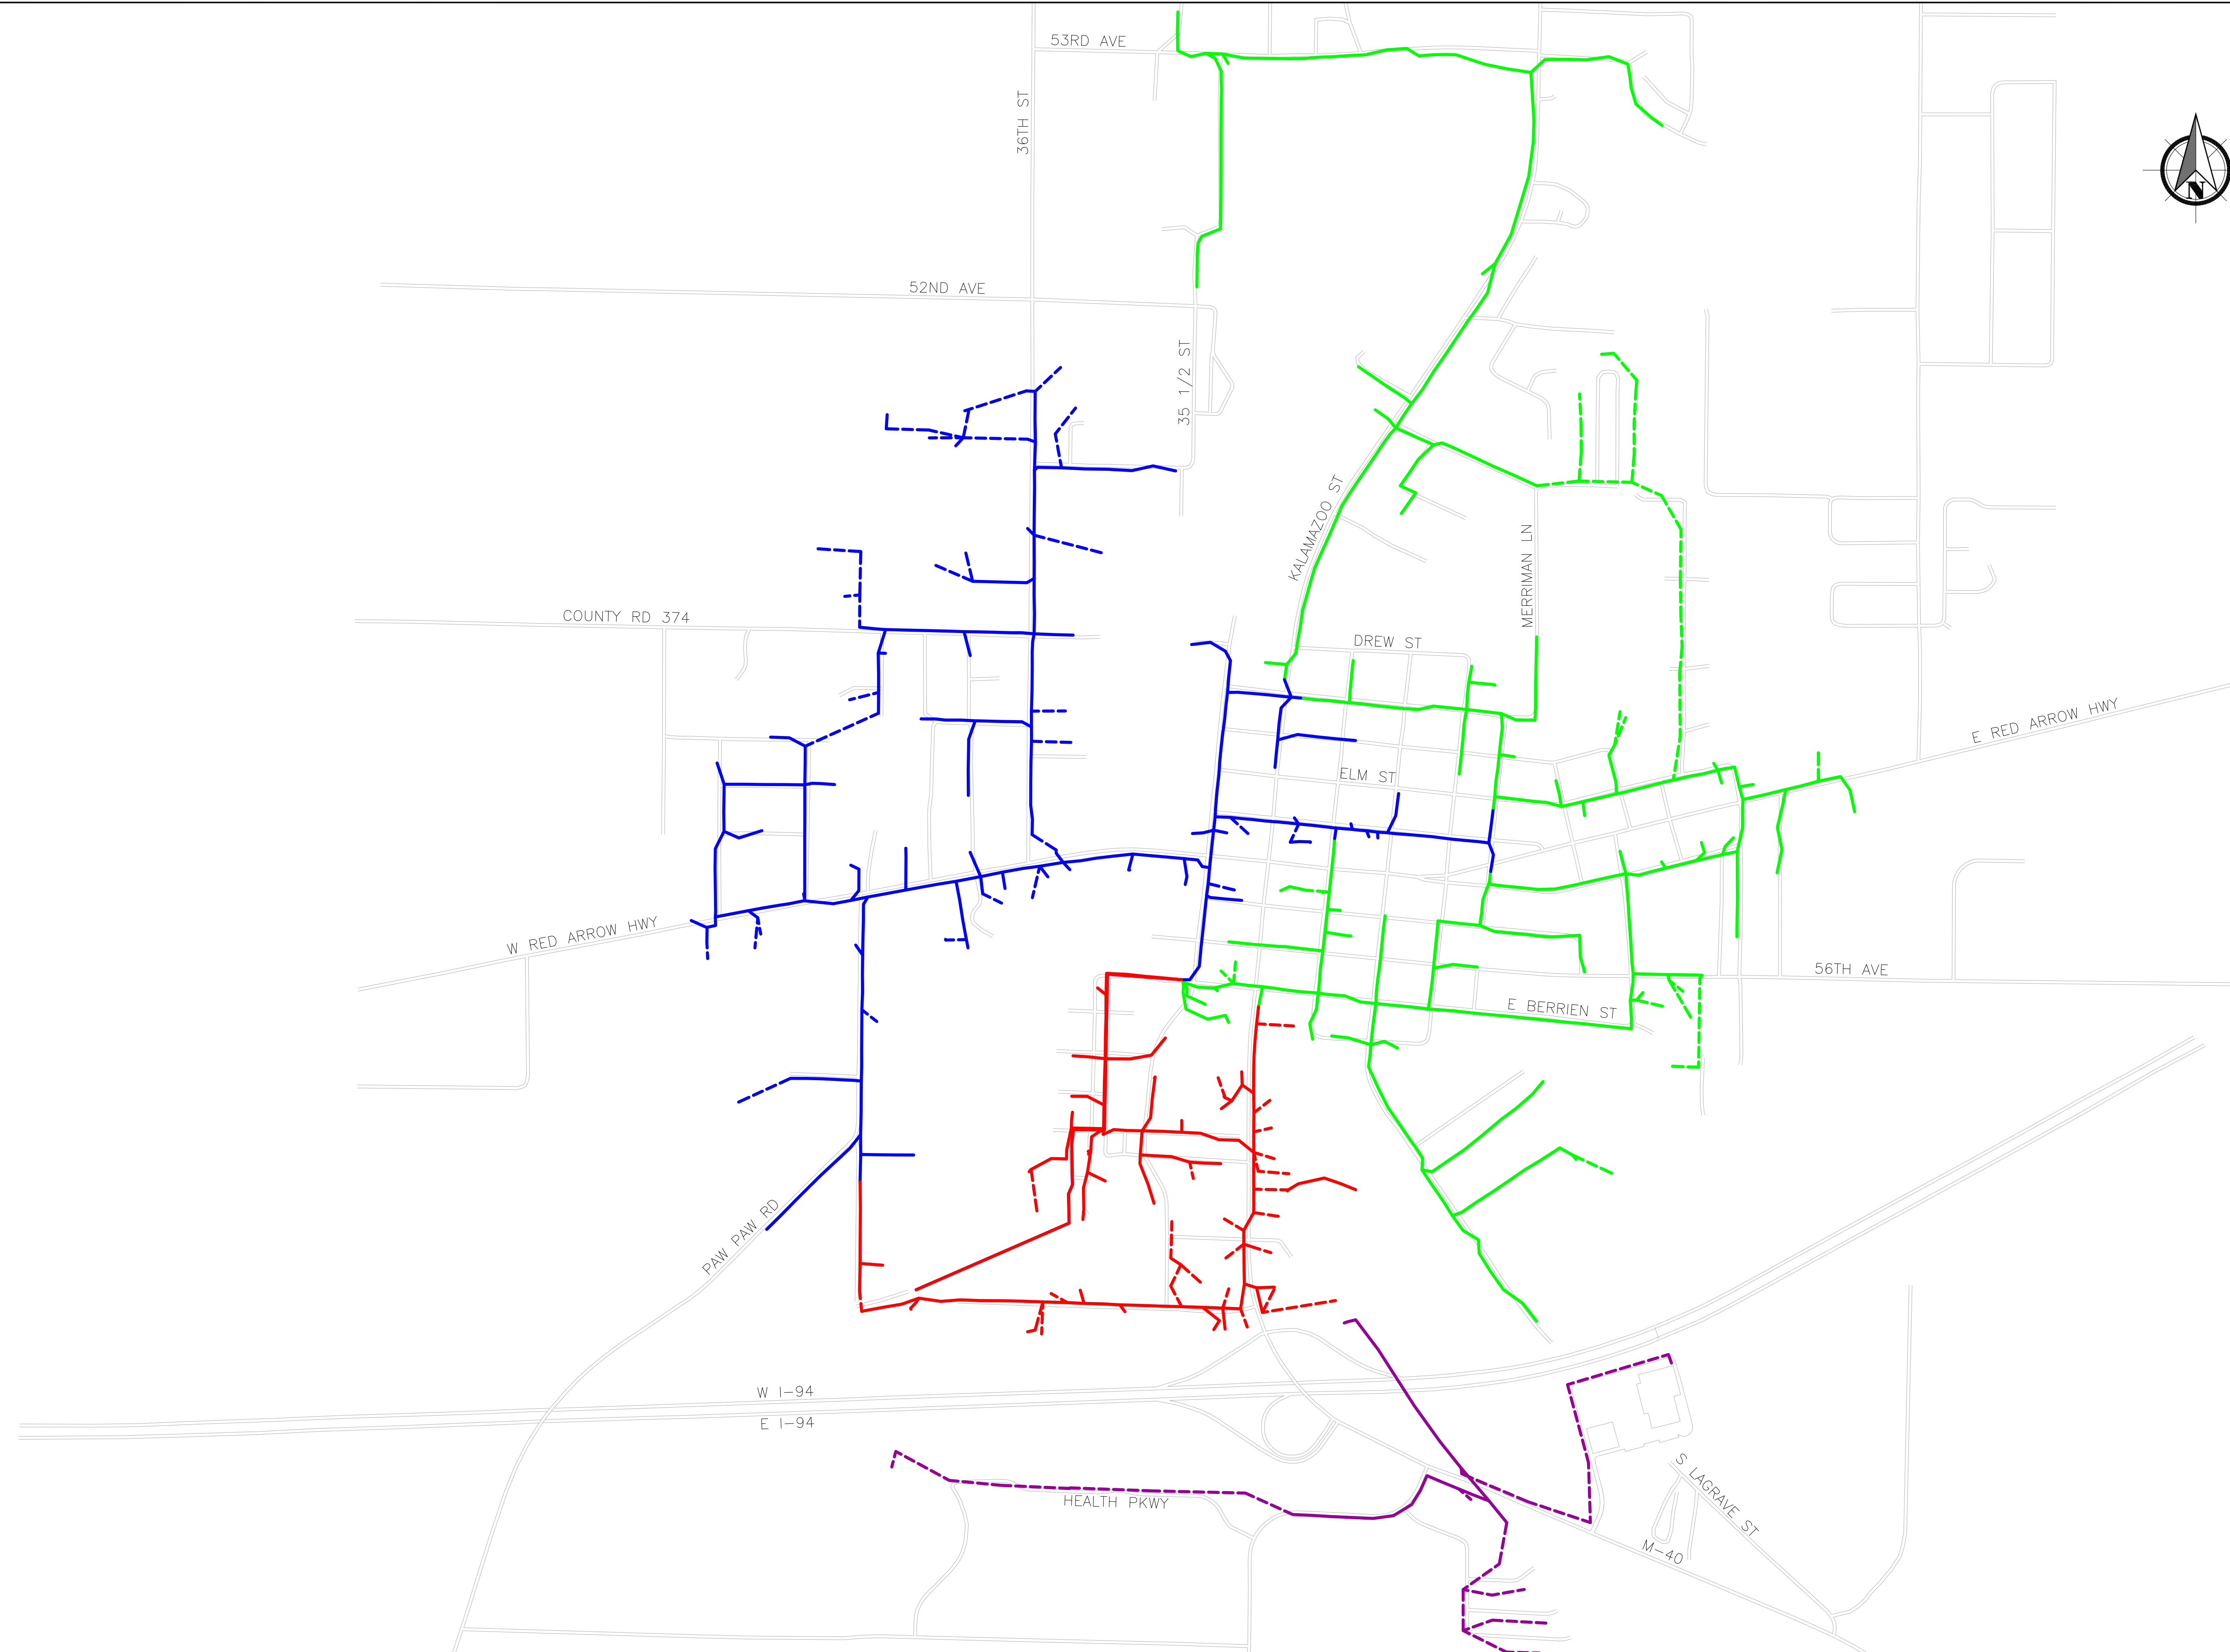 53RD AVE
36TH ST
N
52ND AVE
35 1/2 ST
KALAMAZOO ST
MERRIMAN LN
COUNTY RD 374
DREW ST
E RED ARROW HWY
ELM ST
W RED ARROW HWY
56TH AVE
E BERRIEN ST
PAW PAW RD
W I-94
E I-94
HEALTH PKWY
S LAGRAVE ST
M-40